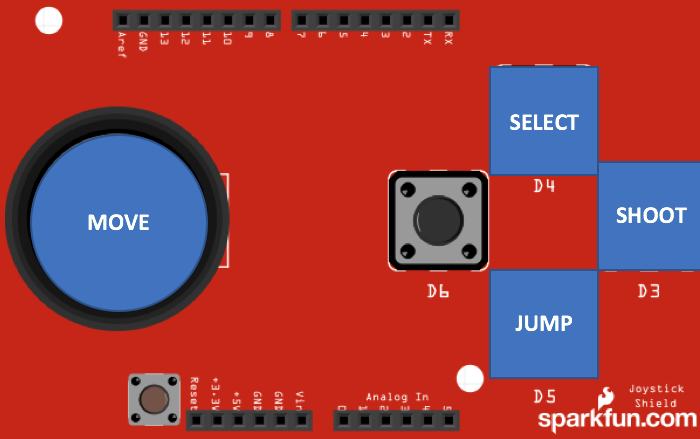 Aref GND 13 12 11 10 9 8 7 6 5 4 3 2 TX RX
SELECT
D4
MOVE
SHOOT
D6
D3
JUMP
Reset +3.3V +5V GND GND Vin
Analog In
0 1 2 3 4 5
D5
Joystick
Shield
sparkfun.com